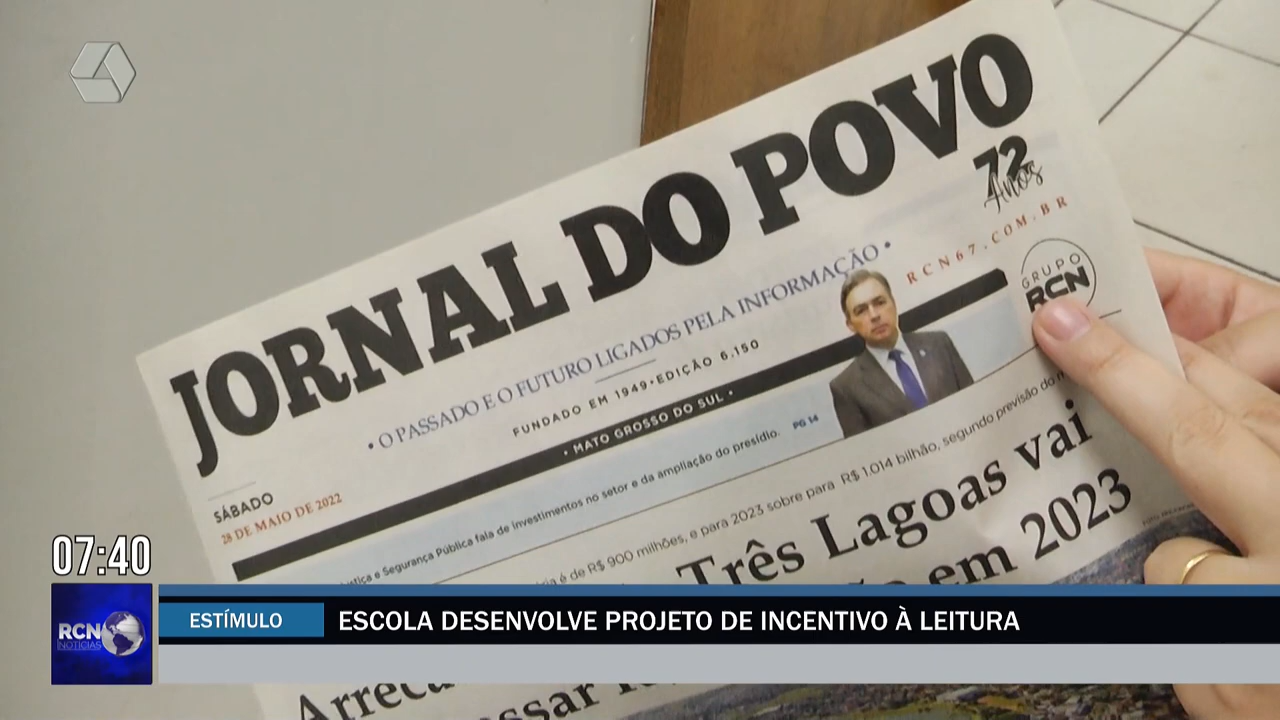 JORNAL DO POVO
72
Anos
• O PASSADO E O FUTURO LIGADOS PELA INFORMAÇÃO •
RCN67.COM.BR
GRUPO
RCN
FUNDADO EM 1949 • EDIÇÃO 6.150
• MATO GROSSO DO SUL •
SÁBADO
28 DE MAIO DE 2022
e Segurança Pública fala de investimentos no setor e da ampliação do presídio. PG 14
é de R$ 900 milhões, e para 2023 sobre para R$ 1.014 bilhão, segundo previsão do
Três Lagoas vai
em 2023
07:40
RCN
NOTÍCIAS
ESTÍMULO
ESCOLA DESENVOLVE PROJETO DE INCENTIVO À LEITURA